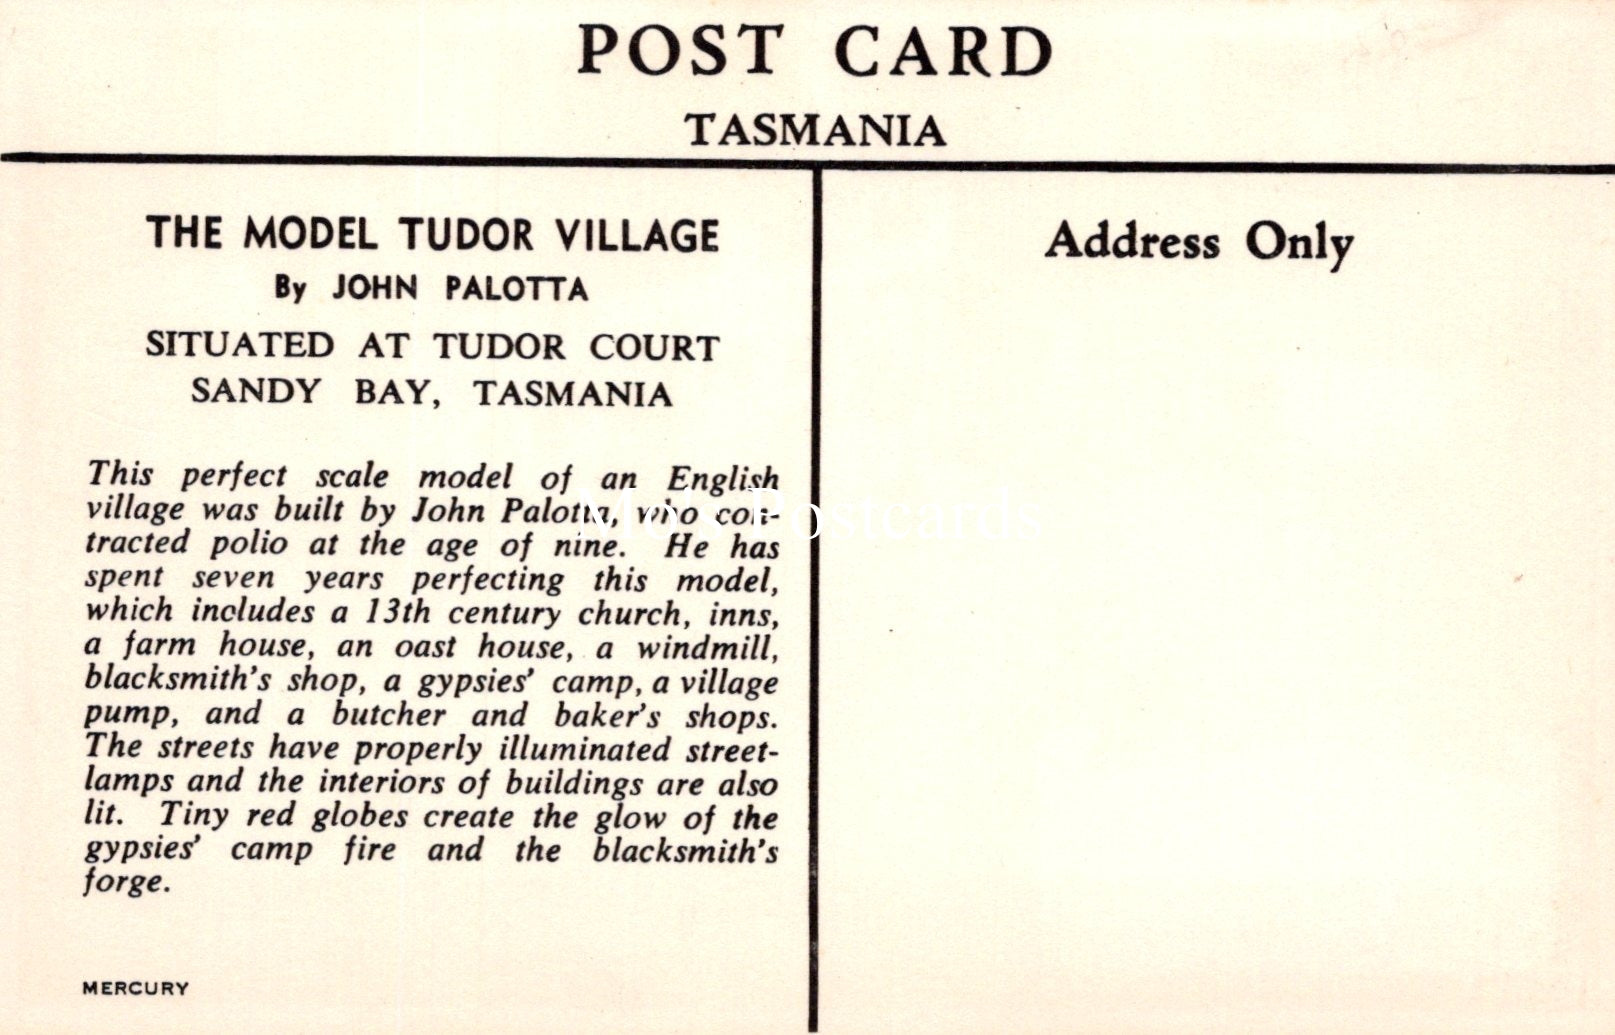 POST CARD
TASMANIA
THE MODEL TUDOR VILLAGE
By JOHN PALOTTA
SITUATED AT TUDOR COURT
SANDY BAY, TASMANIA
This perfect scale model of an English
village was built by John Palotta, who con-
tracted polio at the age of nine. He has
spent seven years perfecting this model,
which includes a 13th century church, inns,
a farm house, an oast house, a windmill,
blacksmith's shop, a gypsies' camp, a village
pump, and a butcher and baker's shops.
The streets have properly illuminated street-
lamps and the interiors of buildings are also
lit. Tiny red globes create the glow of the
gypsies' camp fire and the blacksmith's
forge.
MERCURY
Address Only
Mo's Postcards